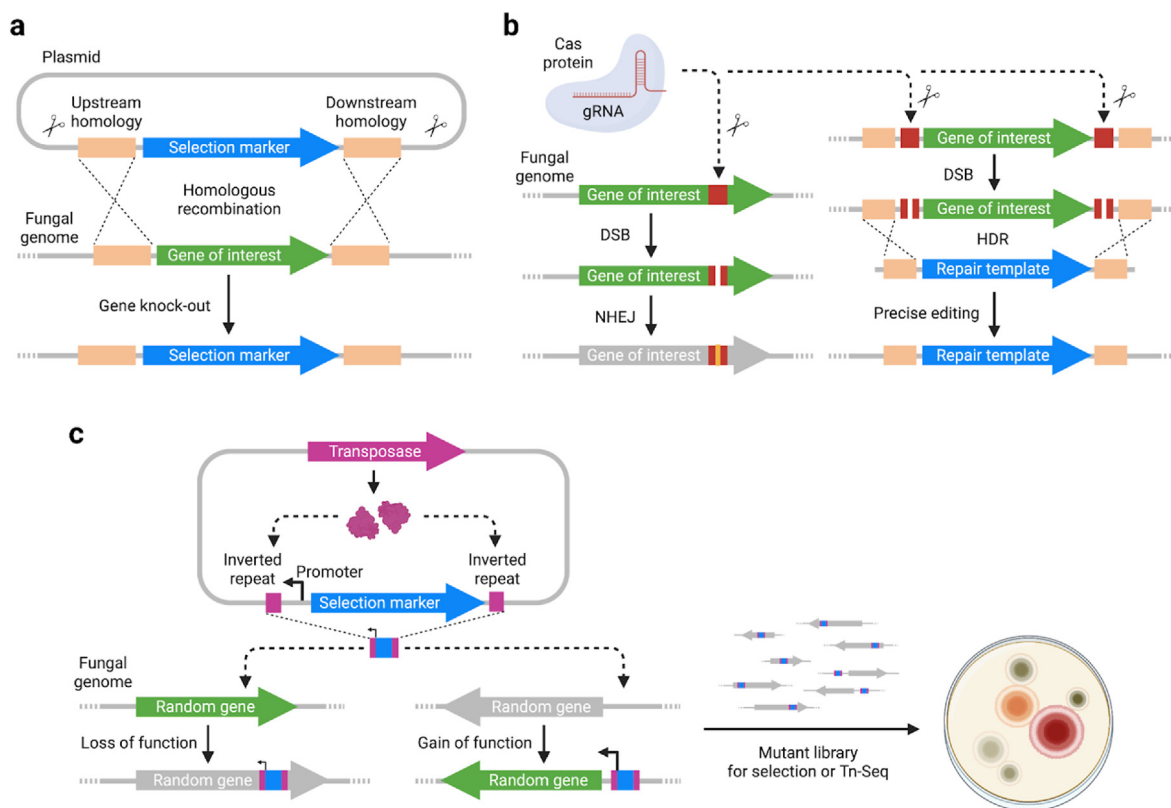 a
Plasmid
Upstream
homology
Downstream
homology
Selection marker
Homologous
recombination
Fungal
genome
Gene of interest
Gene knock-out
Selection marker
b
Cas
protein
gRNA
Fungal
genome
Gene of interest
DSB
Gene of interest
NHEJ
Gene of interest
Gene of interest
DSB
Gene of interest
HDR
Repair template
Precise editing
Repair template
c
Transposase
Inverted
repeat
Promoter
Inverted
repeat
Selection marker
Fungal
genome
Random gene
Loss of function
Random gene
Random gene
Gain of function
Random gene
Mutant library
for selection or Tn-Seq